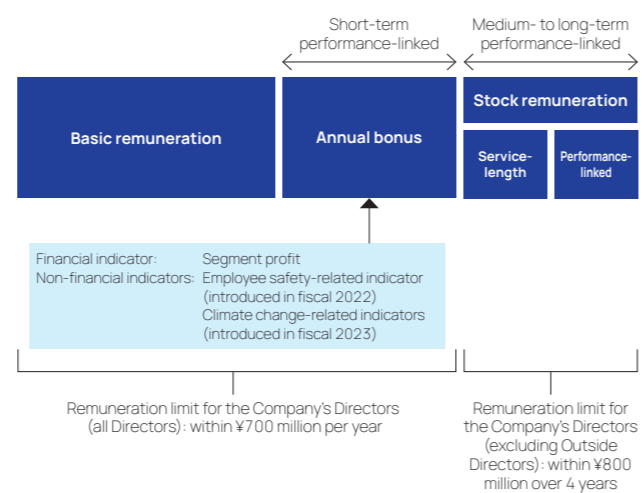 Short-term
performance-linked
Medium- to long-term
performance-linked
Basic remuneration
Annual bonus
Stock remuneration
Service-
length
Performance-
linked
Financial indicator: Segment profit
Non-financial indicators: Employee safety-related indicator
(introduced in fiscal 2022)
Climate change-related indicators
(introduced in fiscal 2023)
Remuneration limit for the Company's Directors
(all Directors): within ¥700 million per year
Remuneration limit for
the Company's Directors
(excluding Outside
Directors): within ¥800
million over 4 years